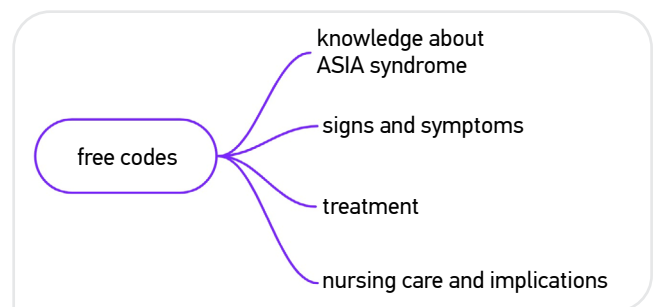 knowledge about
ASIA syndrome
signs and symptoms
free codes
treatment
nursing care and implications